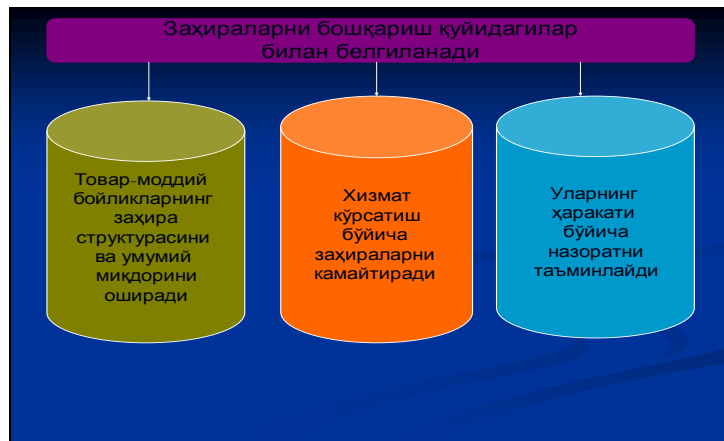 Заҳираларни бошқариш қуйидагилар
билан белгиланади
Товар-моддий
бойликларнинг
заҳира
структурасини
ва умумий
миқдорини
оширади
Хизмат
кўрсатиш
бўйича
заҳираларни
камайтиради
Уларнинг
ҳаракати
бўйича
назоратни
таъминлайди